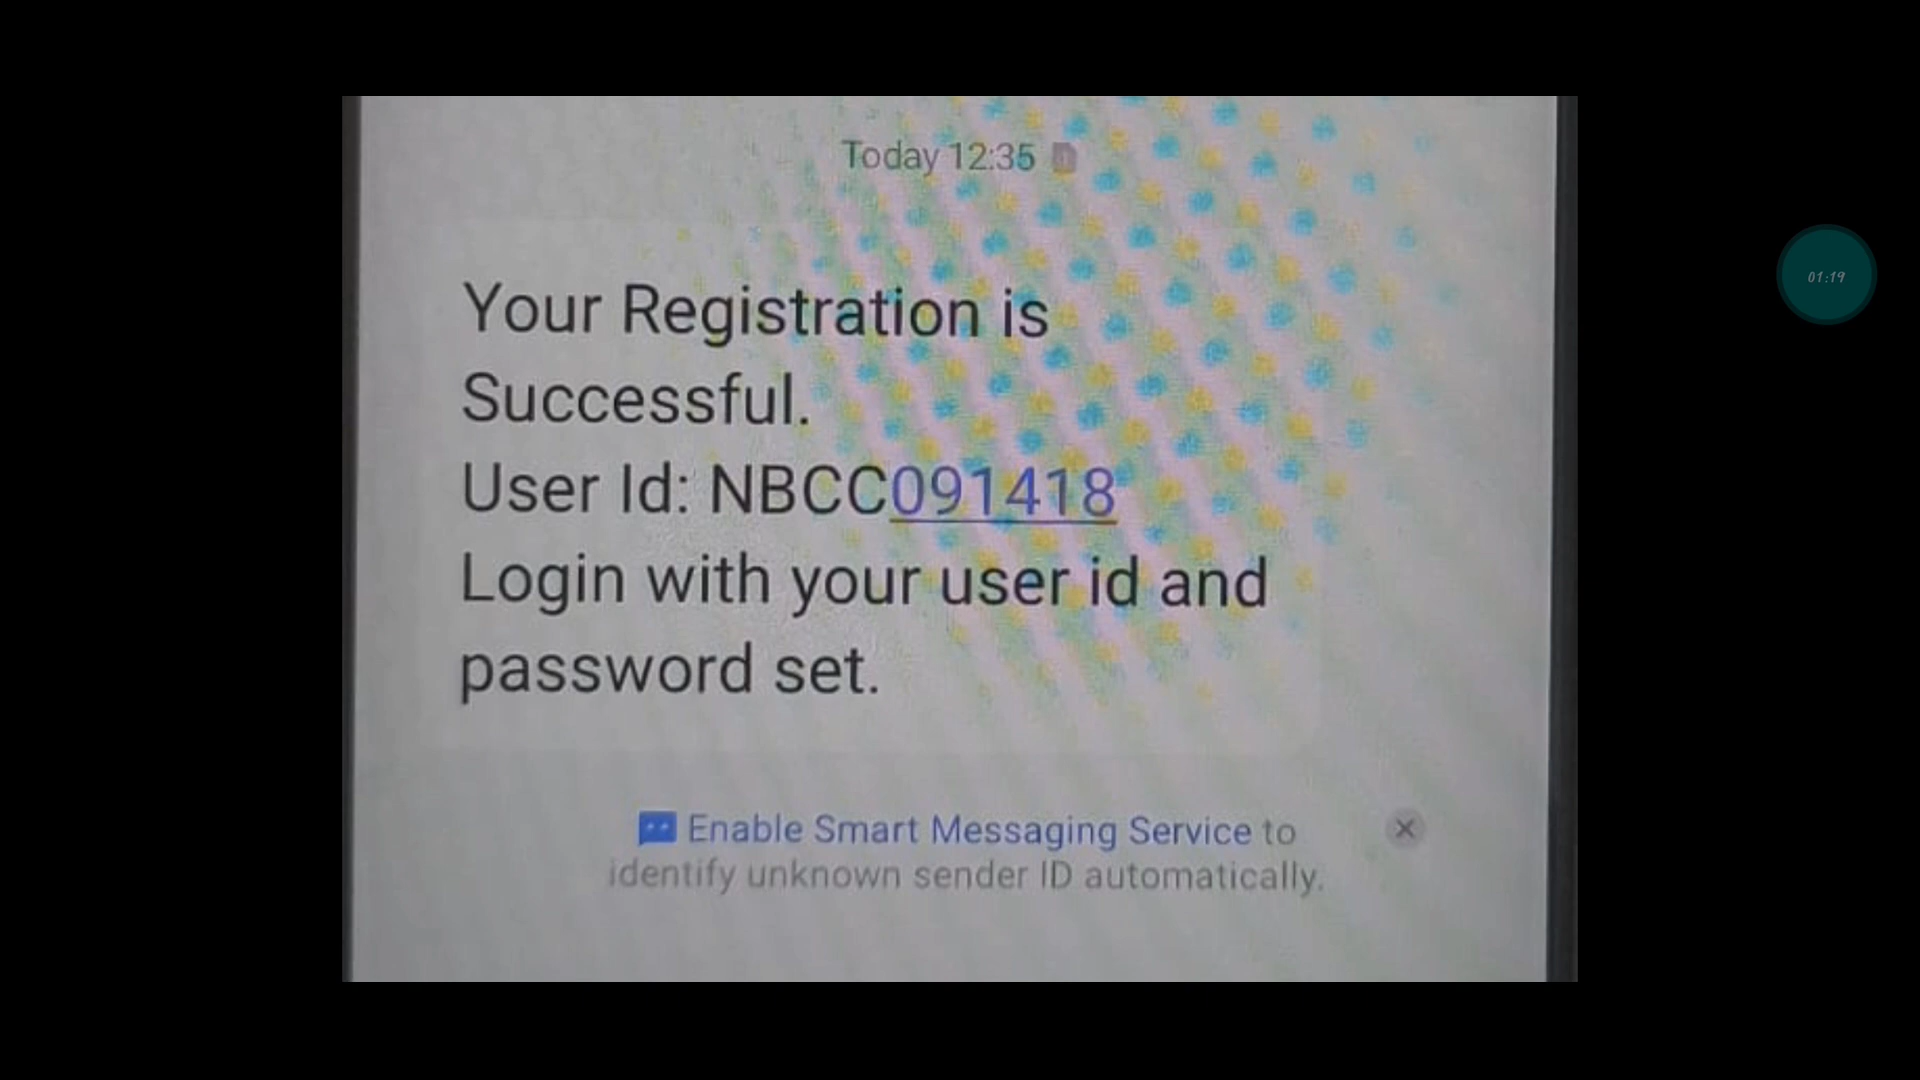 Today 12:35
01:19
Your Registration is
Successful.
User Id: NBCC091418
Login with your user id and
password set.
Enable Smart Messaging Service to
identify unknown sender ID automatically.